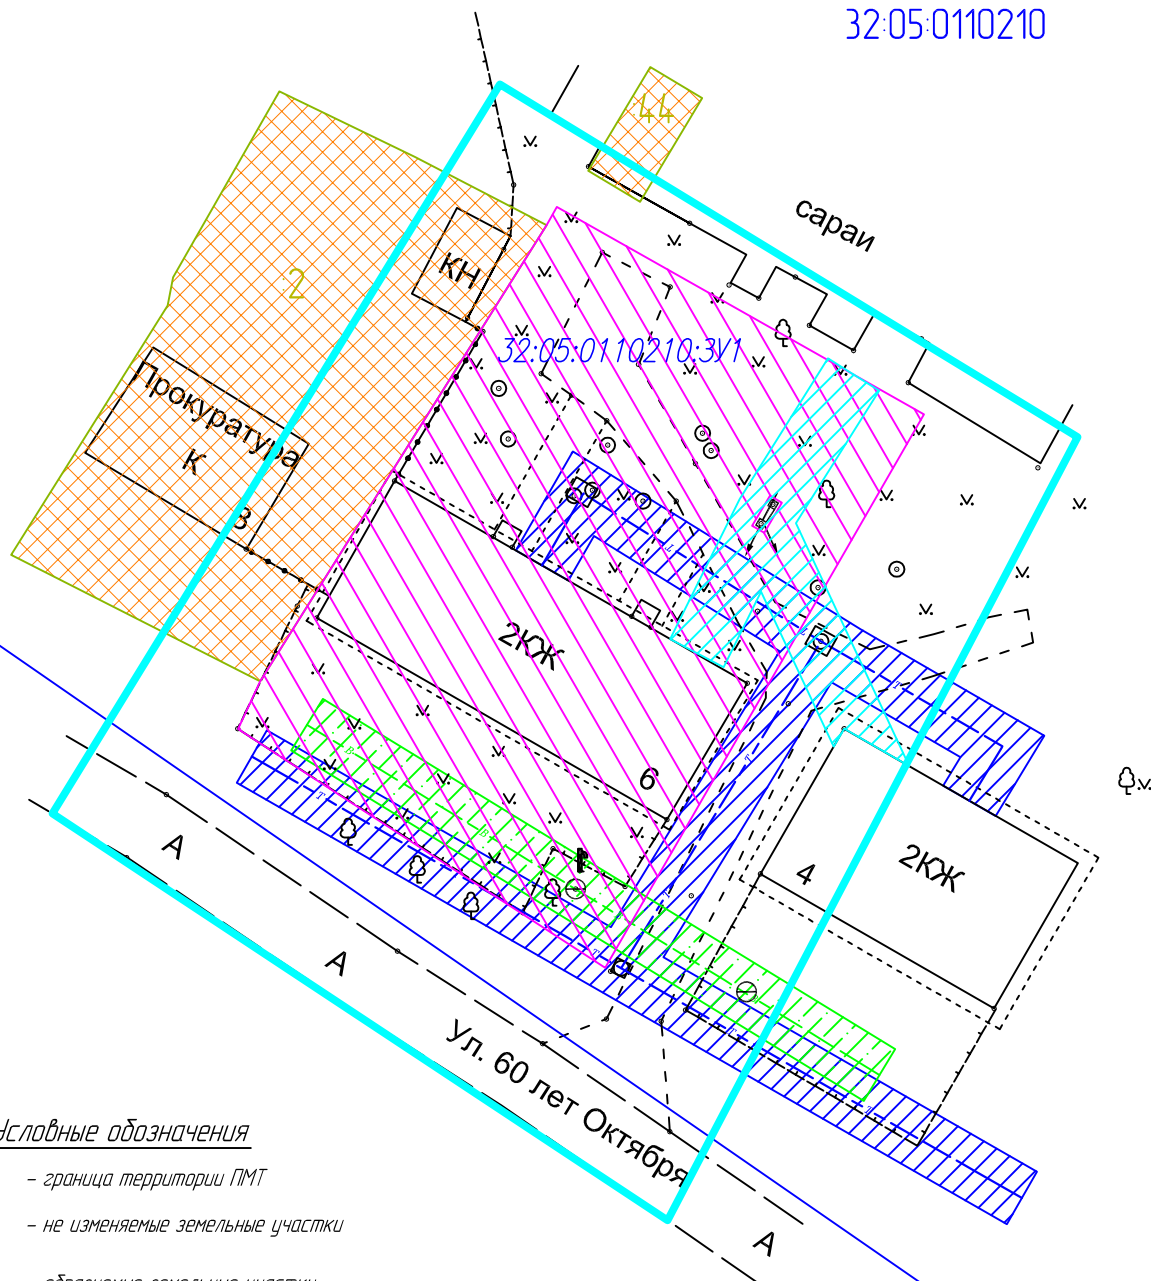 32:05:0110210
44
сараи
КН
2
32:05:0110210:ЗУ1
Прокуратура
К
3
2КЖ
6
2КЖ
4
А
А
Ул. 60 лет Октября
А
Условные обозначения
- граница территории ПМТ
- не изменяемые земельные участки